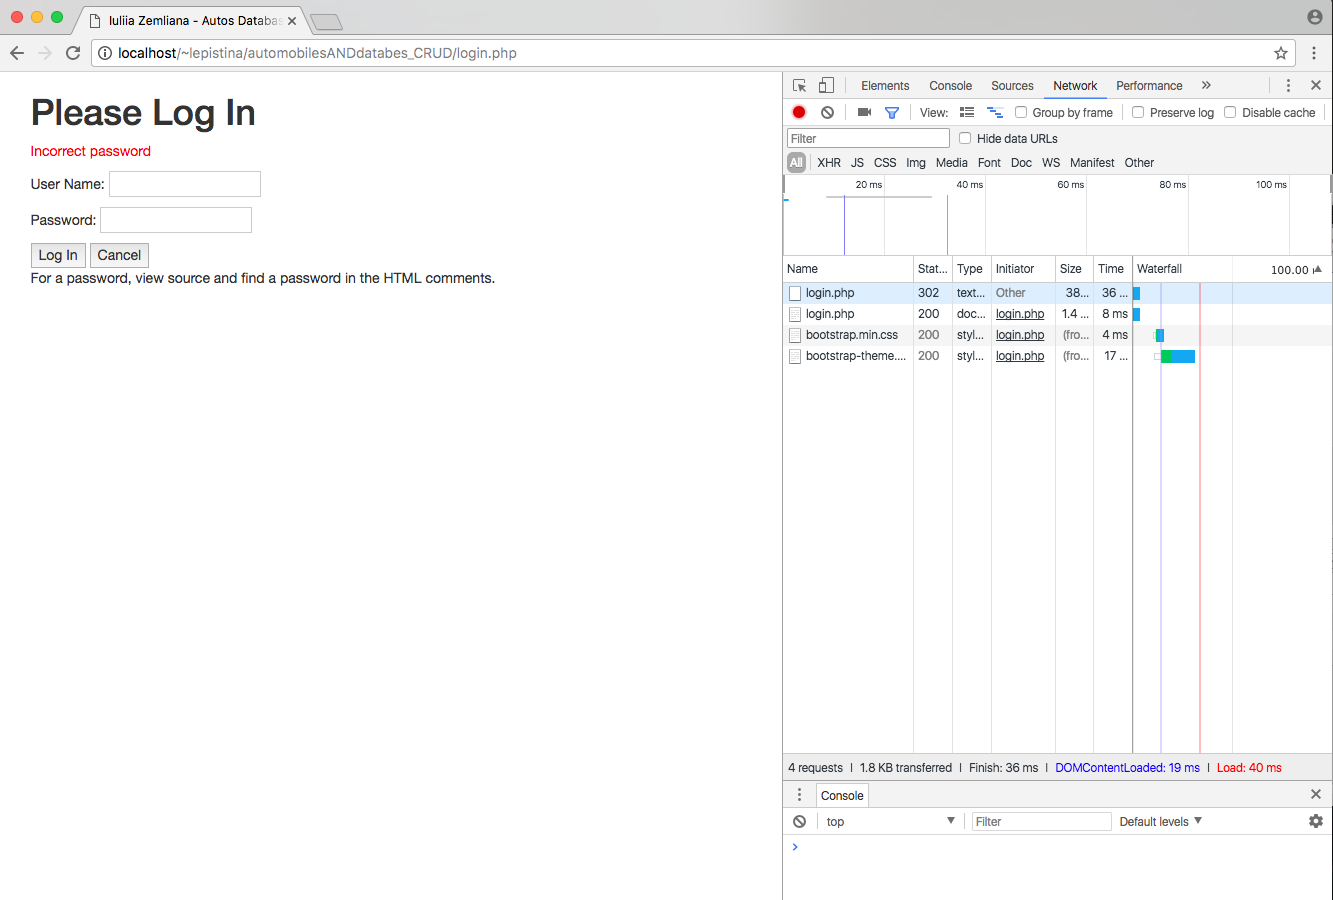 Iuliia Zemliana - Autos Databas
localhost/~lepistina/automobilesANDdatabes_CRUD/login.php
Please Log In
Incorrect password
User Name:
Password:
Log In Cancel
For a password, view source and find a password in the HTML comments.
Elements Console Sources Network Performance »
View: Group by frame Preserve log Disable cache
Filter Hide data URLs
All XHR JS CSS Img Media Font Doc WS Manifest Other
20 ms 40 ms 60 ms 80 ms 100 ms
Name Stat... Type Initiator Size Time Waterfall 100.00
login.php 302 text... Other 38... 36 ...
login.php 200 doc... login.php 1.4 ... 8 ms
bootstrap.min.css 200 styl... login.php (fro... 4 ms
bootstrap-theme.... 200 styl... login.php (fro... 17 ...
4 requests | 1.8 KB transferred | Finish: 36 ms | DOMContentLoaded: 19 ms | Load: 40 ms
Console
top Filter Default levels